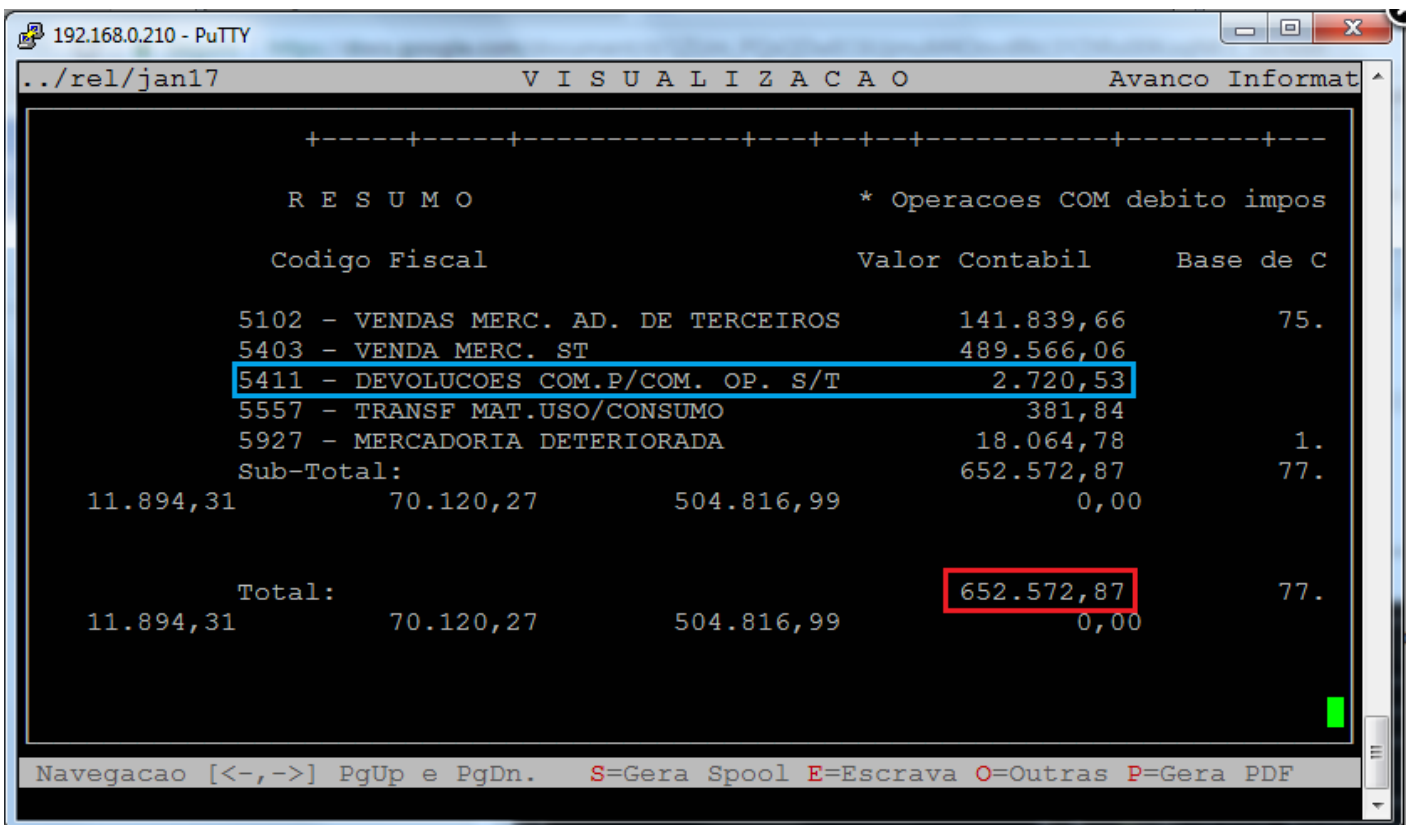 192.168.0.210 - PuTTY
../rel/jan17 V I S U A L I Z A C A O Avanco Informat
+-----+-----+-------------+---+--+--+-----------+--------+---
R E S U M O * Operacoes COM debito impos
Codigo Fiscal Valor Contabil Base de C
5102 - VENDAS MERC. AD. DE TERCEIROS 141.839,66 75.
5403 - VENDA MERC. ST 489.566,06
5411 - DEVOLUCOES COM.P/COM. OP. S/T 2.720,53
5557 - TRANSF MAT.USO/CONSUMO 381,84
5927 - MERCADORIA DETERIORADA 18.064,78 1.
Sub-Total: 652.572,87 77.
11.894,31 70.120,27 504.816,99 0,00
Total: 652.572,87 77.
11.894,31 70.120,27 504.816,99 0,00
Navegacao [<-,->] PgUp e PgDn. S=Gera Spool E=Escrava O=Outras P=Gera PDF